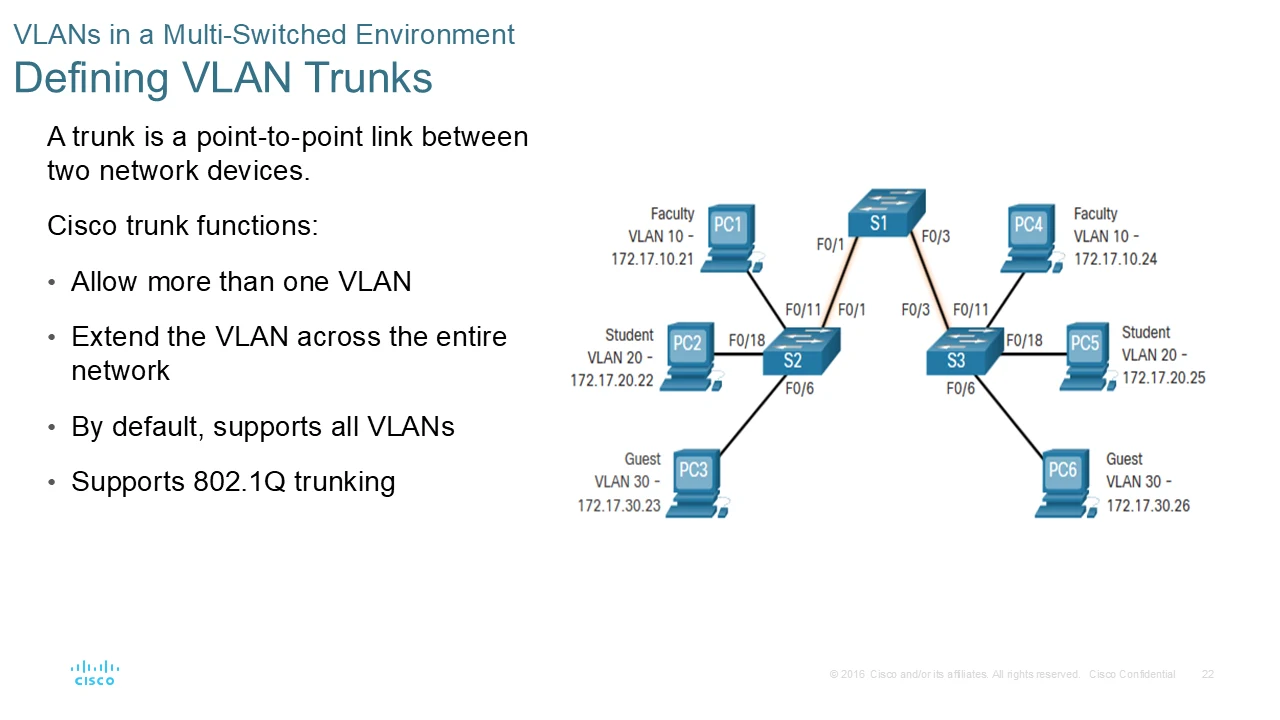 VLANs in a Multi-Switched Environment
Defining VLAN Trunks
A trunk is a point-to-point link between
two network devices.
Cisco trunk functions:
• Allow more than one VLAN
• Extend the VLAN across the entire
network
• By default, supports all VLANs
• Supports 802.1Q trunking
Faculty
VLAN 10 -
172.17.10.21
PC1
S1
F0/1
F0/3
PC4
Faculty
VLAN 10 -
172.17.10.24
F0/11
F0/1
F0/3
F0/11
Student
VLAN 20 -
172.17.20.22
PC2
F0/18
S2
S3
F0/18
PC5
Student
VLAN 20 -
172.17.20.25
F0/6
F0/6
Guest
VLAN 30 -
172.17.30.23
PC3
PC6
Guest
VLAN 30 -
172.17.30.26
CISCO
© 2016 Cisco and/or its affiliates. All rights reserved. Cisco Confidential
22